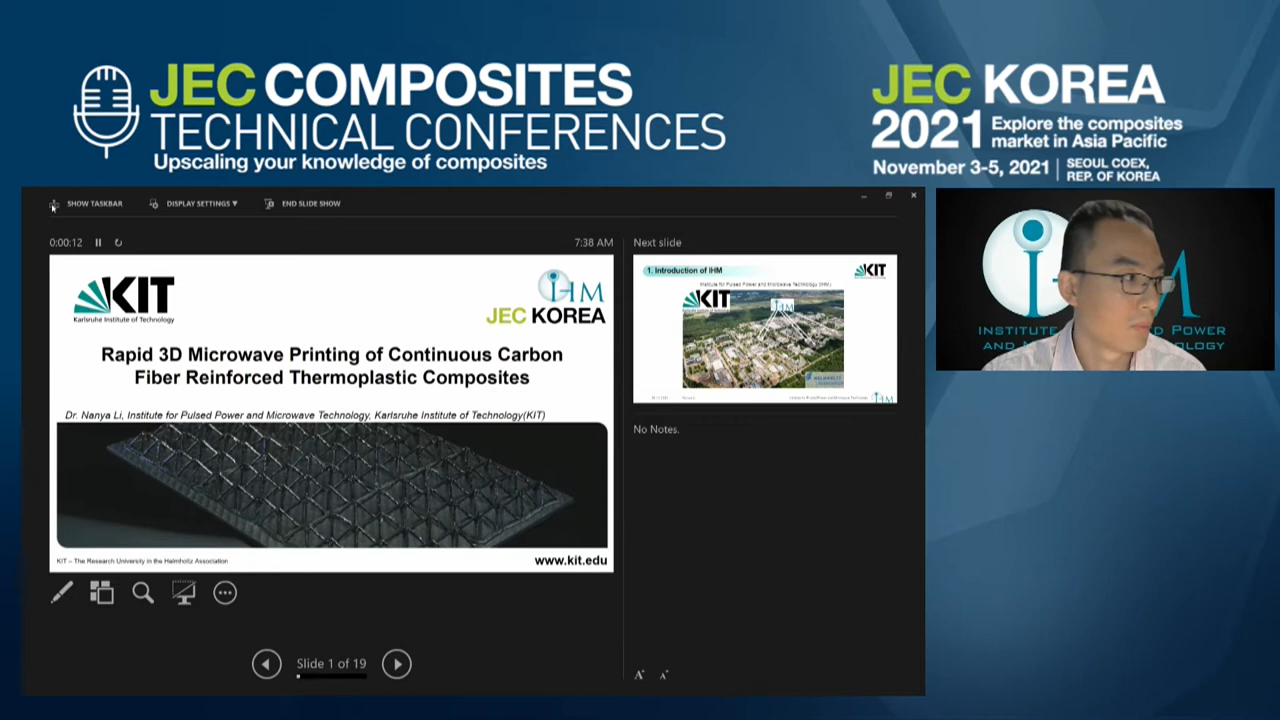 JEC COMPOSITES
TECHNICAL CONFERENCES
Upscaling your knowledge of composites
JEC KOREA
2021 Explore the composites
market in Asia Pacific
November 3-5, 2021 | SEOUL COEX,
REP. OF KOREA
SHOW TASKBAR
DISPLAY SETTINGS ▼
END SLIDE SHOW
0:00:12
7:38 AM
KIT
Karlsruhe Institute of Technology
IHM
JEC KOREA
Rapid 3D Microwave Printing of Continuous Carbon
Fiber Reinforced Thermoplastic Composites
Dr. Nanya Li, Institute for Pulsed Power and Microwave Technology, Karlsruhe Institute of Technology(KIT)
KIT – The Research University in the Helmholtz Association
www.kit.edu
Slide 1 of 19
Next slide
1. Introduction of IHM
KIT
Institute for Pulsed Power and Microwave Technology (IHM)
KIT
IHM
IHM
No Notes.
A
A
INSTITUTE D POWER
AND M OLOGY